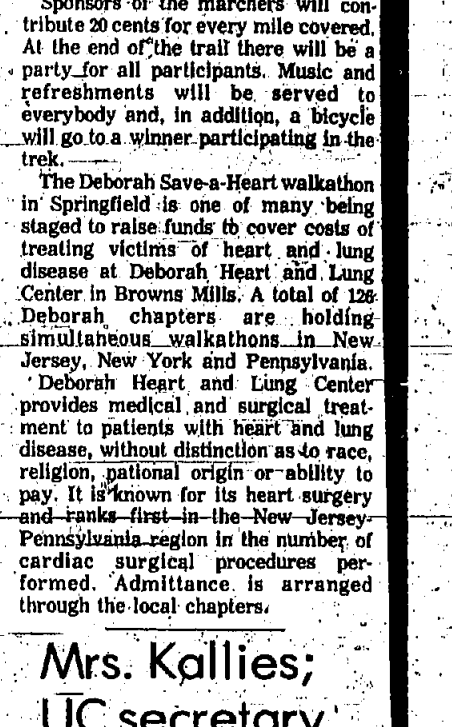 Sponsors of the marchers will con-
tribute 20 cents for every mile covered.
At the end of the trail there will be a
party for all participants. Music and
refreshments will be served to
everybody and, in addition, a bicycle
will go to a winner participating in the
trek.
The Deborah Save-a-Heart walkathon
in Springfield is one of many being
staged to raise funds to cover costs of
treating victims of heart and lung
disease at Deborah Heart and Lung
Center in Browns Mills. A total of 126
Deborah chapters are holding
simultaneous walkathons in New
Jersey, New York and Pennsylvania.
Deborah Heart and Lung Center
provides medical and surgical treat-
ment to patients with heart and lung
disease, without distinction as to race,
religion, national origin or ability to
pay. It is known for its heart surgery
and ranks first in the New Jersey-
Pennsylvania region in the number of
cardiac surgical procedures per-
formed. Admittance is arranged
through the local chapters.
Mrs. Kallies;
UC secretary